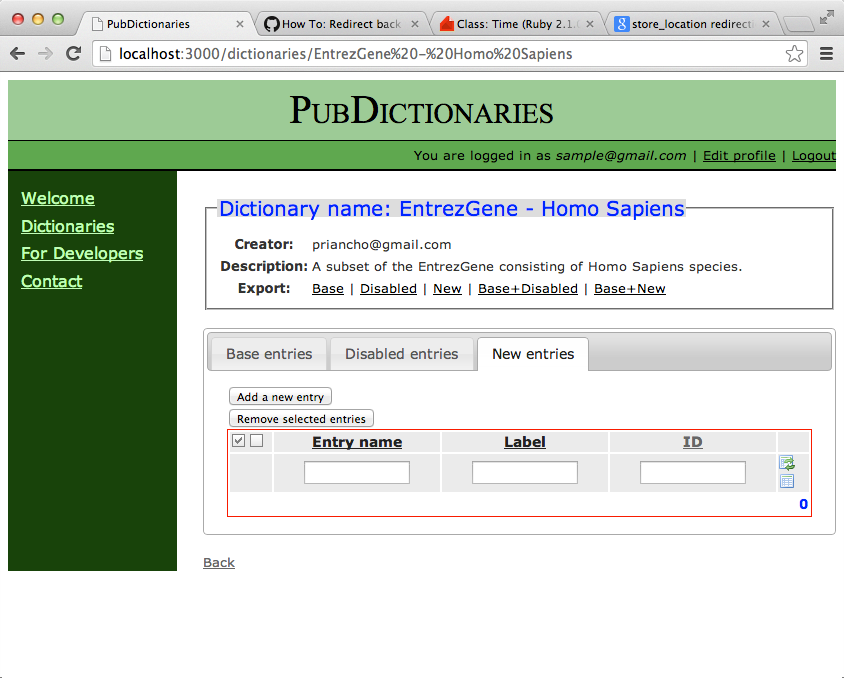 PubDictionaries
How To: Redirect back
Class: Time (Ruby 2.1.
store_location redirecti
localhost:3000/dictionaries/EntrezGene%20-%20Homo%20Sapiens
PubDictionaries
You are logged in as sample@gmail.com | Edit profile | Logout
Welcome
Dictionaries
For Developers
Contact
Dictionary name: EntrezGene - Homo Sapiens
Creator: priancho@gmail.com
Description: A subset of the EntrezGene consisting of Homo Sapiens species.
Export: Base | Disabled | New | Base+Disabled | Base+New
Base entries
Disabled entries
New entries
Add a new entry
Remove selected entries
Entry name Label ID
0
Back